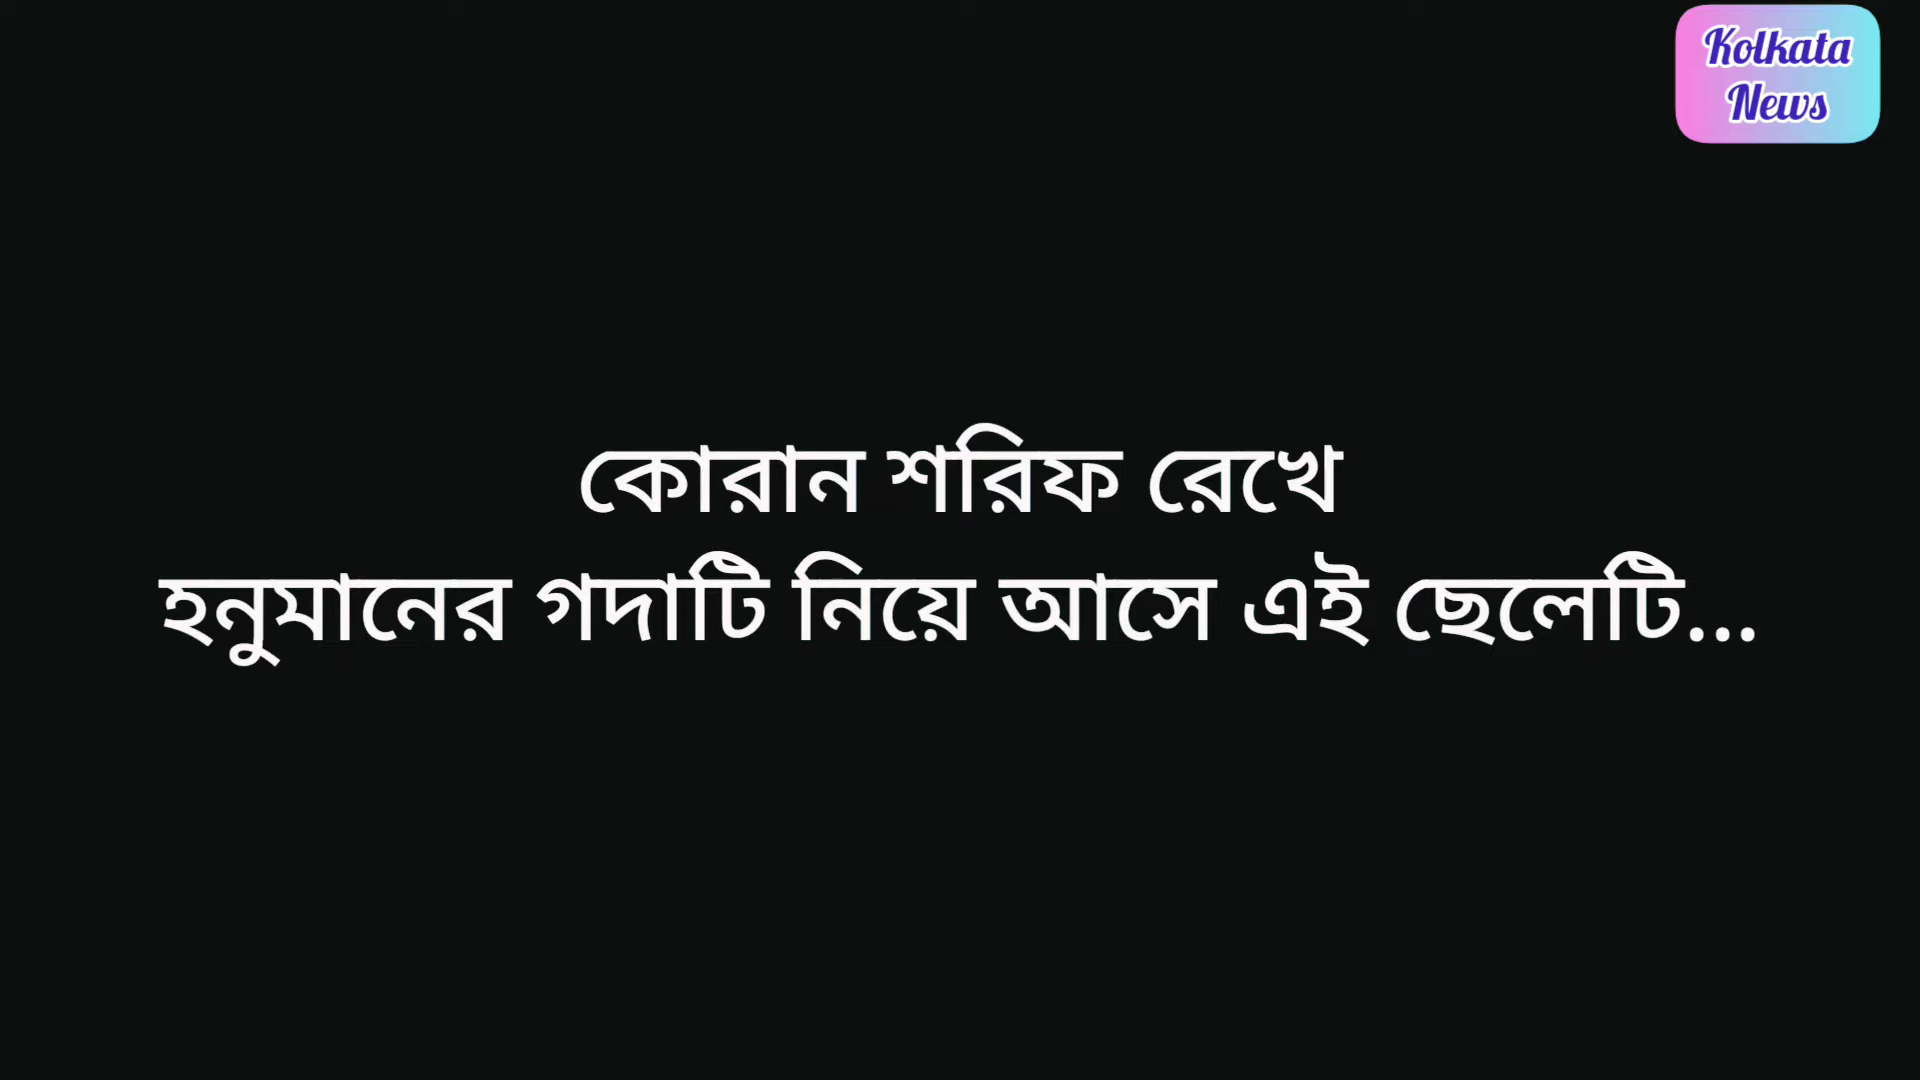 Kolkata
News
কোরান শরিফ রেখে
হনুমানের গদাটি নিয়ে আসে এই ছেলেটি...